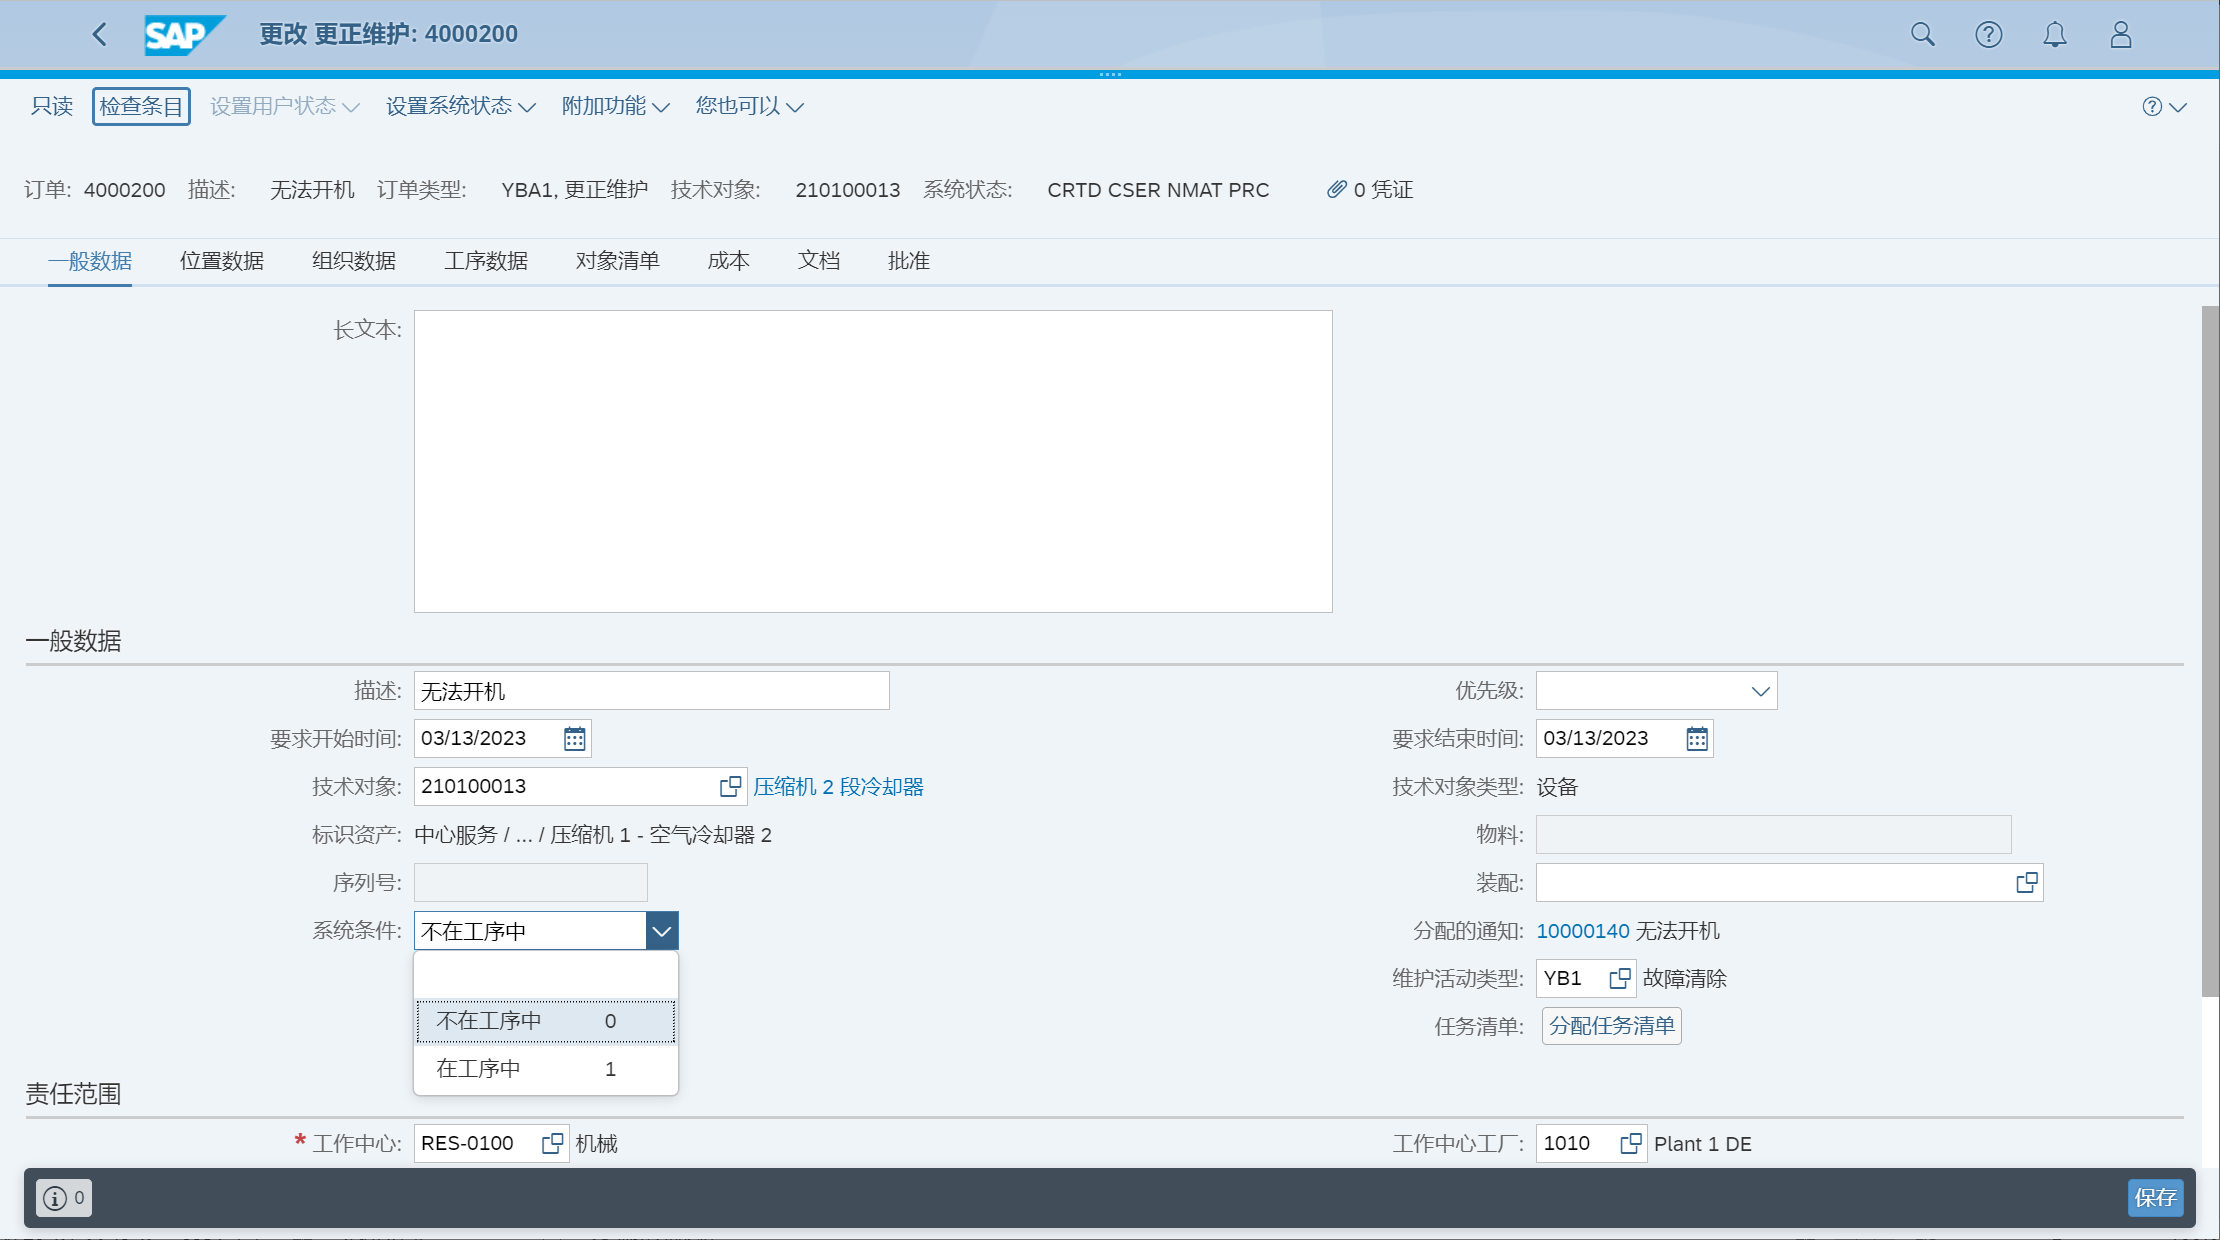 SAP 更改 更正维护: 4000200
只读 检查条目 设置用户状态 设置系统状态 附加功能 您也可以
订单: 4000200 描述: 无法开机 订单类型: YBA1, 更正维护 技术对象: 210100013 系统状态: CRTD CSER NMAT PRC 0 凭证
一般数据 位置数据 组织数据 工序数据 对象清单 成本 文档 批准
长文本:
一般数据
描述: 无法开机 优先级:
要求开始时间: 03/13/2023 要求结束时间: 03/13/2023
技术对象: 210100013 压缩机 2 段冷却器 技术对象类型: 设备
标识资产: 中心服务 / ... / 压缩机 1 - 空气冷却器 2 物料:
序列号: 装配:
系统条件: 不在工序中 分配的通知: 10000140 无法开机
维护活动类型: YB1 故障清除
不在工序中 0 任务清单: 分配任务清单
在工序中 1
责任范围
* 工作中心: RES-0100 机械 工作中心工厂: 1010 Plant 1 DE
0 保存